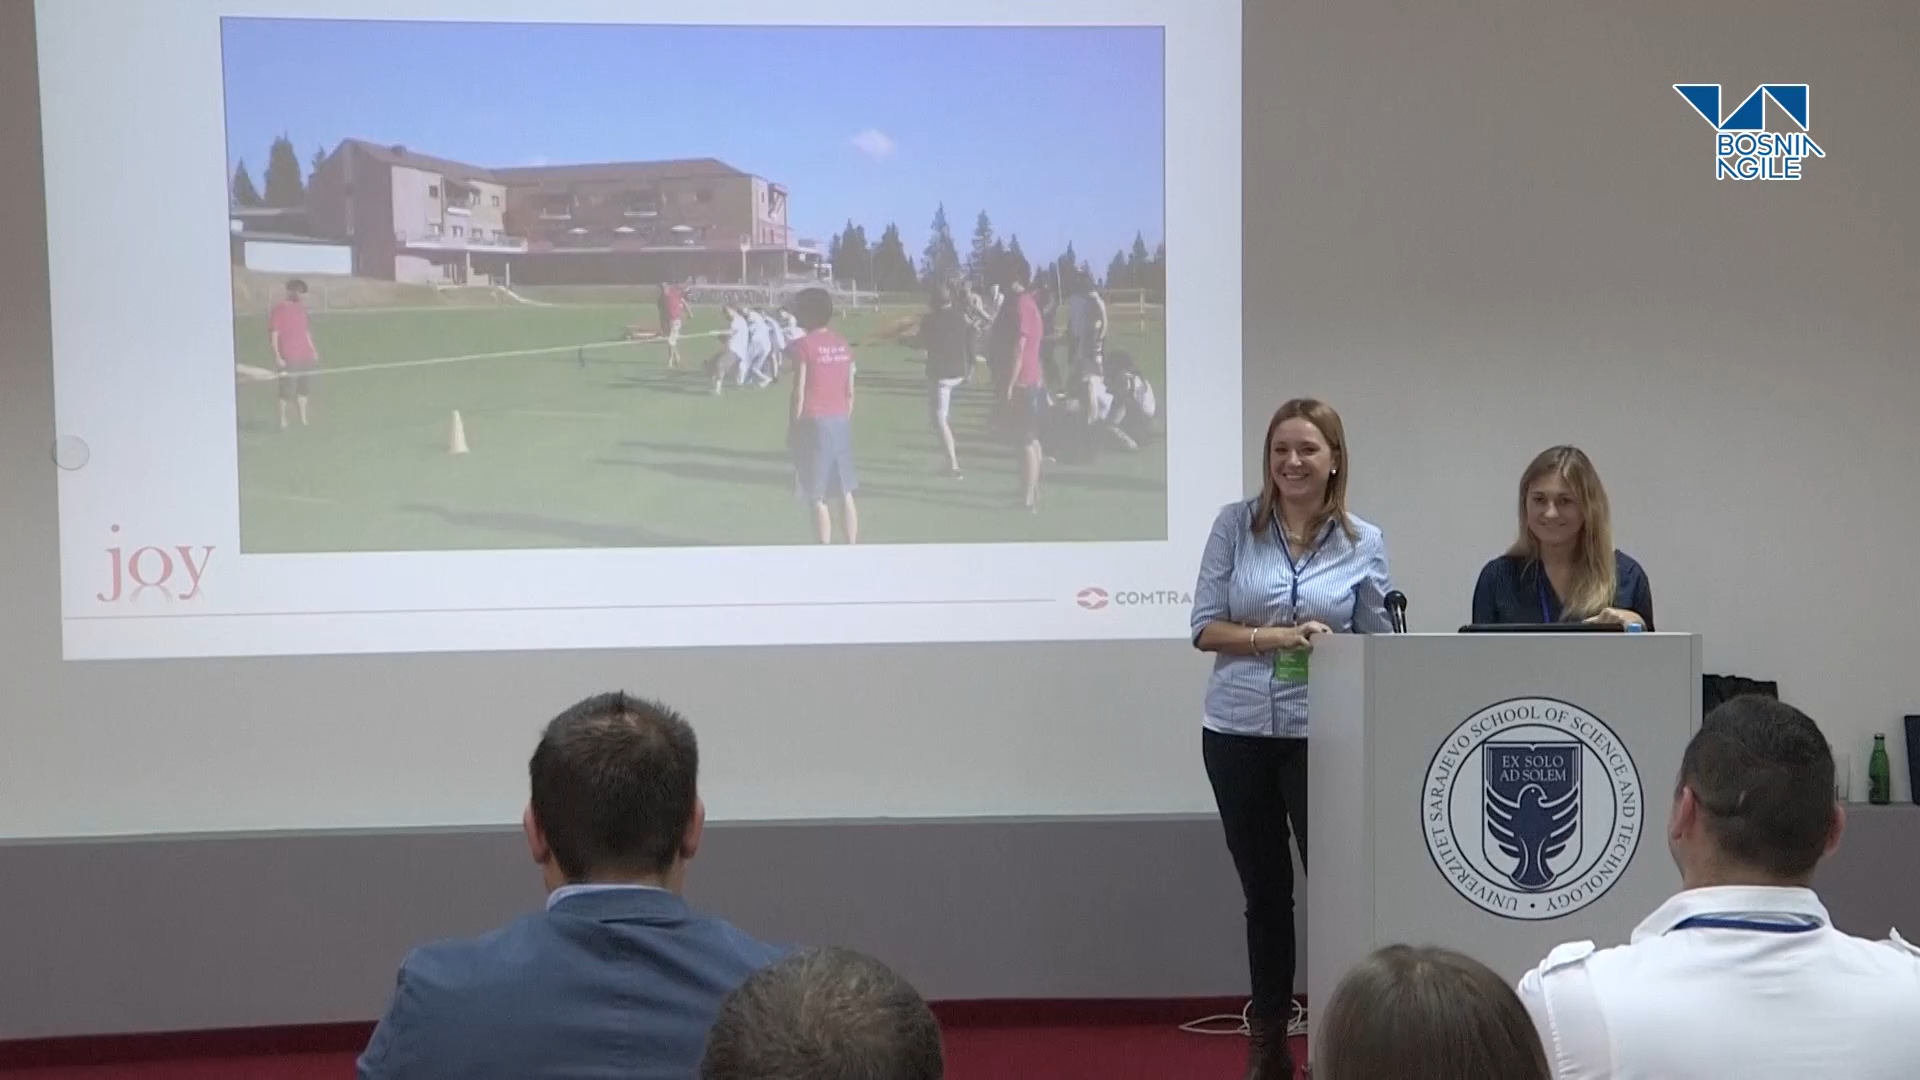 BOSNIA
AGILE
joy
COMTRA
UNIVERZITET SARAJEVO SCHOOL OF SCIENCE AND TECHNOLOGY •
EX SOLO
AD SOLEM